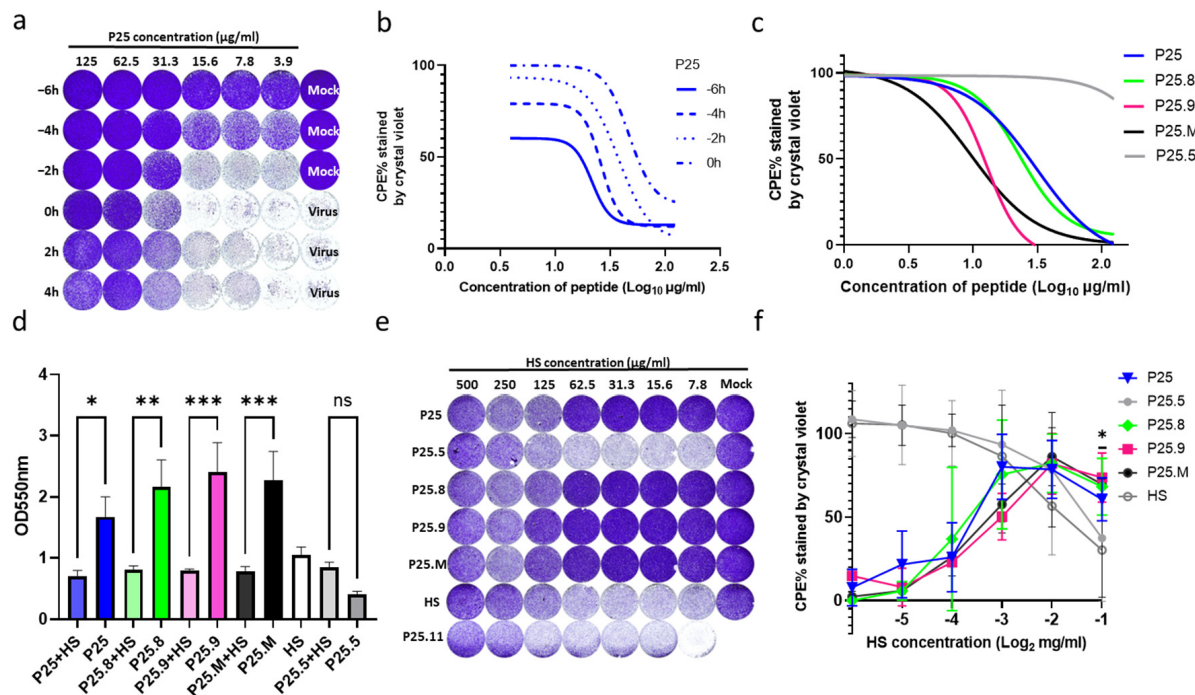 a
P25 concentration (µg/ml)
125 62.5 31.3 15.6 7.8 3.9
−6h Mock
−4h Mock
−2h Mock
0h Virus
2h Virus
4h Virus
b
CPE% stained
by crystal violet
100
50
0
0.0 0.5 1.0 1.5 2.0 2.5
Concentration of peptide (Log10 µg/ml)
P25
-6h
-4h
-2h
0h
c
CPE% stained
by crystal violet
100
50
0
0.0 0.5 1.0 1.5 2.0
Concentration of peptide (Log10 µg/ml)
P25
P25.8
P25.9
P25.M
P25.5
d
OD550nm
4
3
2
1
0
* ** *** *** ns
P25+HS
P25
P25.8+HS
P25.8
P25.9+HS
P25.9
P25.M+HS
P25.M
HS
P25.5+HS
P25.5
e
HS concentration (µg/ml)
500 250 125 62.5 31.3 15.6 7.8 Mock
P25
P25.5
P25.8
P25.9
P25.M
HS
P25.11
f
CPE% stained by crystal violet
100
50
0
-5 -4 -3 -2 -1
HS concentration (Log2 mg/ml)
*
P25
P25.5
P25.8
P25.9
P25.M
HS